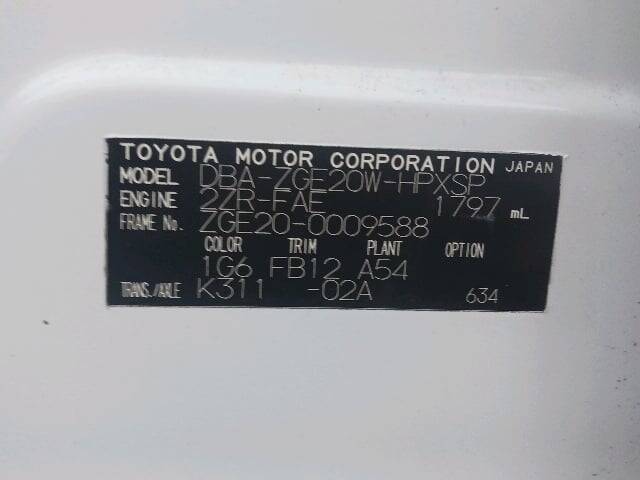 TOYOTA MOTOR CORPORATION JAPAN
MODEL DBA-ZGE20W-HPXSP
ENGINE 2ZR-FAE 1797 mL
FRAME No. ZGE20-0009588
COLOR TRIM PLANT OPTION
1G6 FB12 A54
TRANS./AXLE K311 -02A 634